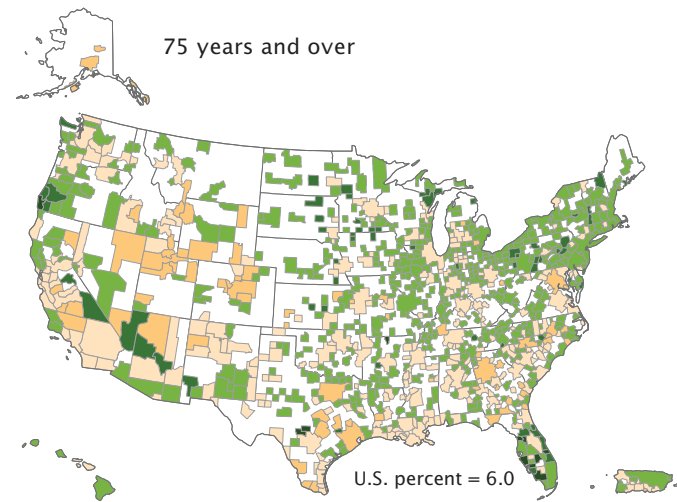 75 years and over
U.S. percent = 6.0